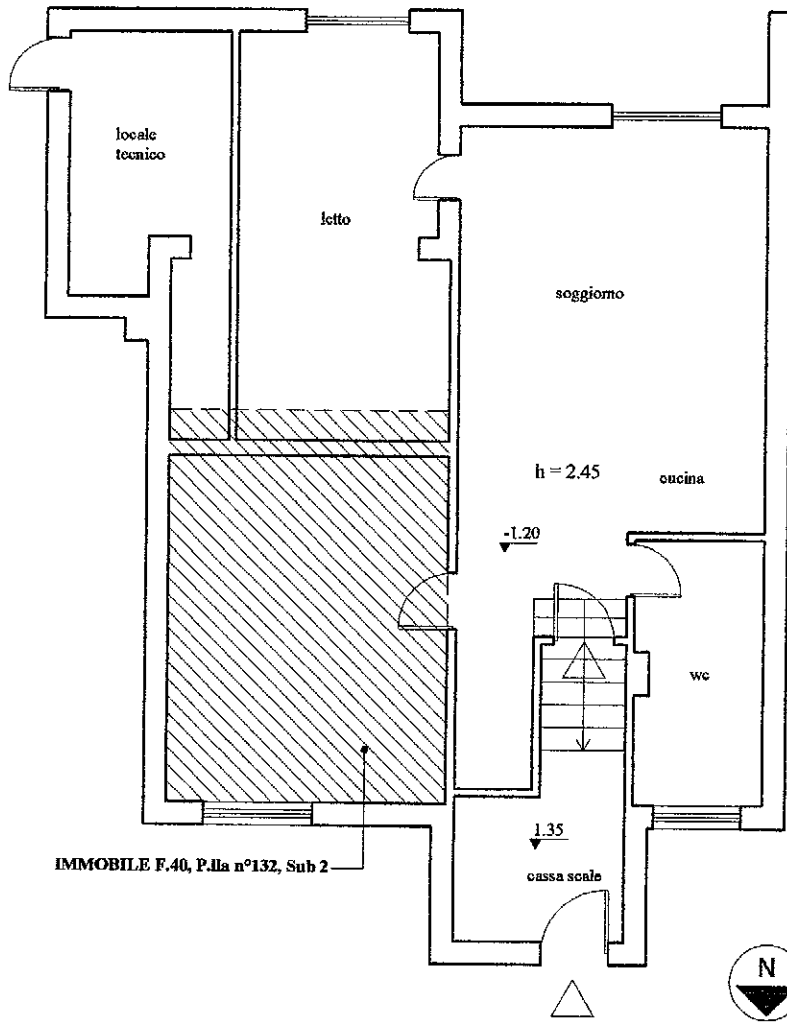 locale
tecnico
letto
soggiorno
h = 2.45
cucina
-1.20
wc
1.35
cassa scale
IMMOBILE F.40, P.lla n°132, Sub 2
N